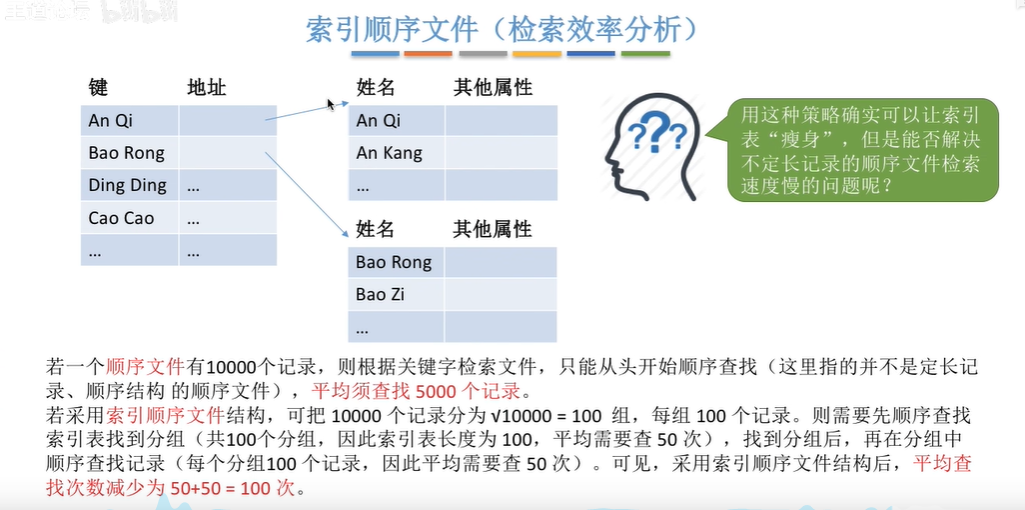 王道论坛 bilibili
索引顺序文件（检索效率分析）
键 地址
An Qi
Bao Rong
Ding Ding ...
Cao Cao ...
... ...
姓名 其他属性
An Qi
An Kang
...
姓名 其他属性
Bao Rong
Bao Zi
...
???
用这种策略确实可以让索引
表“瘦身”，但是能否解决
不定长记录的顺序文件检索
速度慢的问题呢？
若一个顺序文件有10000个记录，则根据关键字检索文件，只能从头开始顺序查找（这里指的并不是定长记
录、顺序结构 的顺序文件），平均须查找 5000 个记录。
若采用索引顺序文件结构，可把 10000 个记录分为 √10000 = 100 组，每组 100 个记录。则需要先顺序查找
索引表找到分组（共100个分组，因此索引表长度为 100，平均需要查 50 次），找到分组后，再在分组中
顺序查找记录（每个分组100 个记录，因此平均需要查 50 次）。可见，采用索引顺序文件结构后，平均查
找次数减少为 50+50 = 100 次。